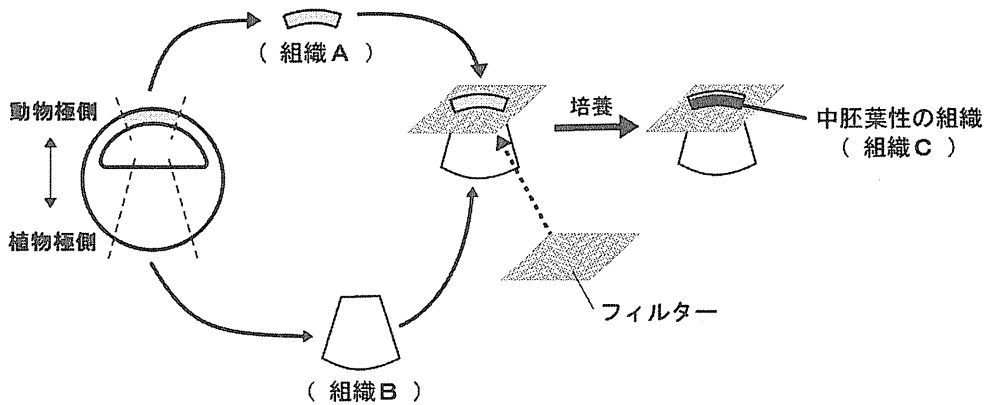 （ 組織A ）
動物極側
植物極側
培養
中胚葉性の組織
（ 組織C ）
フィルター
（ 組織B ）